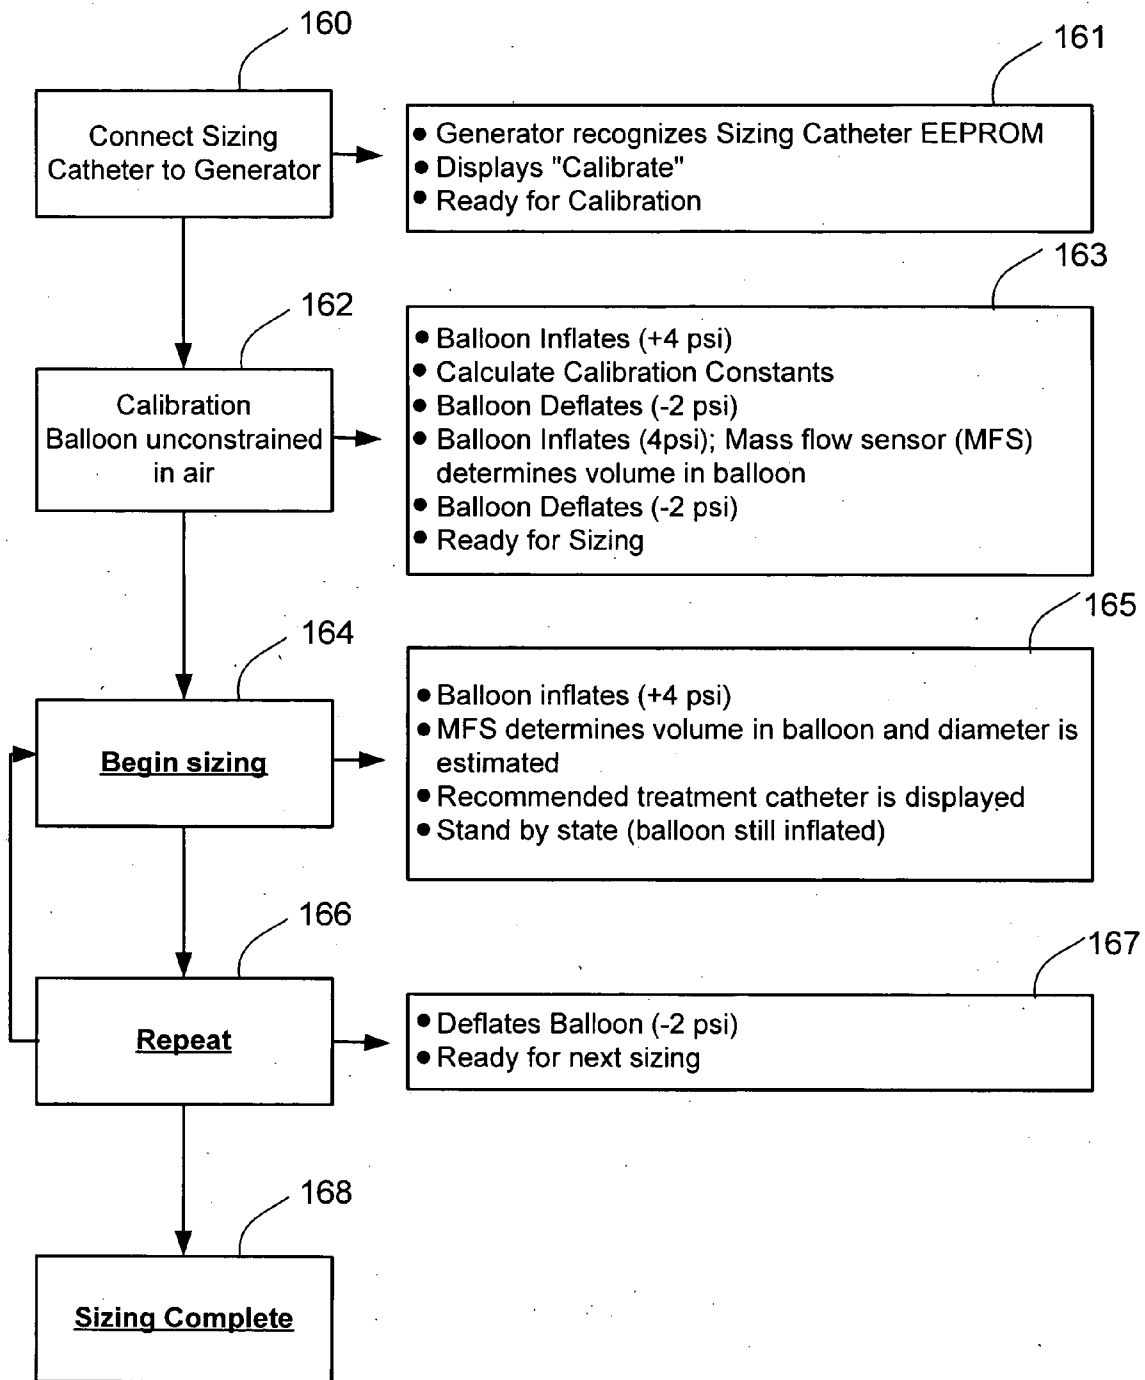 160
161
Connect Sizing
Catheter to Generator
• Generator recognizes Sizing Catheter EEPROM
• Displays "Calibrate"
• Ready for Calibration
162
163
Calibration
Balloon unconstrained
in air
• Balloon Inflates (+4 psi)
• Calculate Calibration Constants
• Balloon Deflates (-2 psi)
• Balloon Inflates (4psi); Mass flow sensor (MFS)
determines volume in balloon
• Balloon Deflates (-2 psi)
• Ready for Sizing
164
165
Begin sizing
• Balloon inflates (+4 psi)
• MFS determines volume in balloon and diameter is
estimated
• Recommended treatment catheter is displayed
• Stand by state (balloon still inflated)
166
167
Repeat
• Deflates Balloon (-2 psi)
• Ready for next sizing
168
Sizing Complete